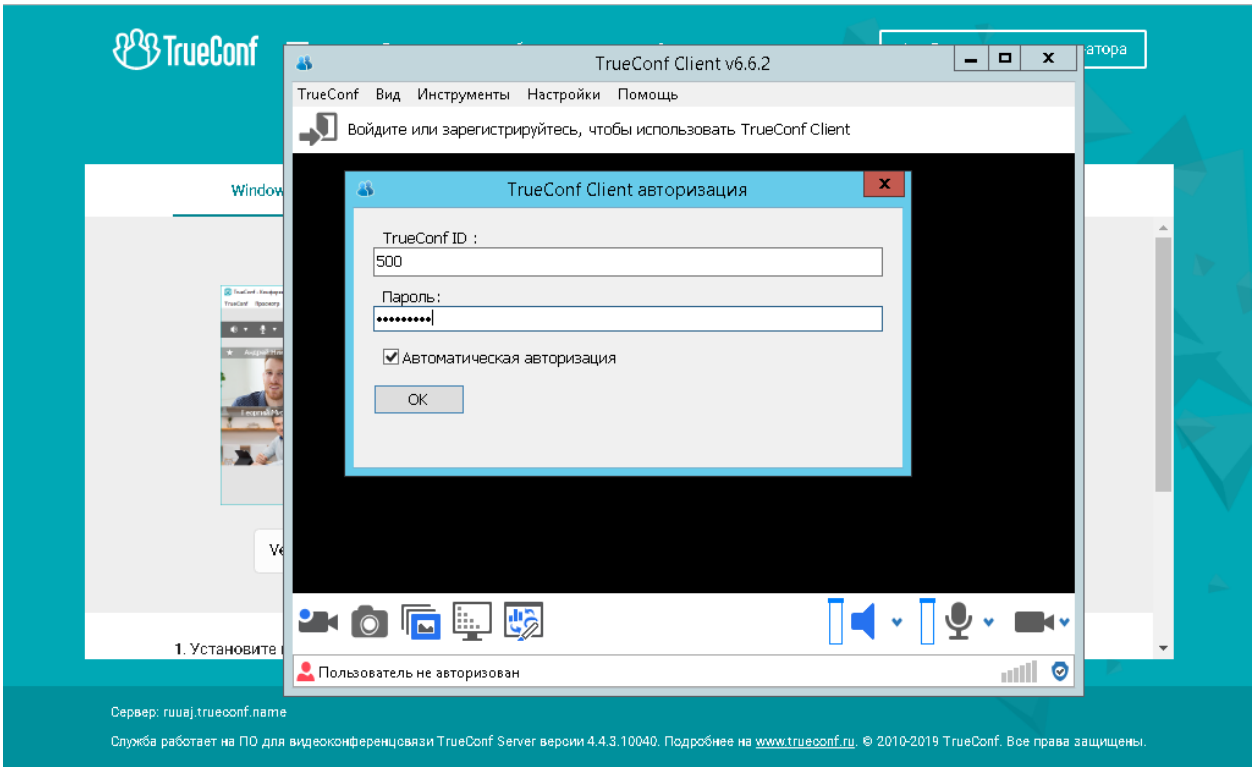 TrueConf
атора
TrueConf Client v6.6.2
TrueConf Вид Инструменты Настройки Помощь
Войдите или зарегистрируйтесь, чтобы использовать TrueConf Client
Window
TrueConf Client авторизация
TrueConf ID :
500
Пароль:
Автоматическая авторизация
OK
Ve
1. Установите
Пользователь не авторизован
Сервер: ruuaj.trueconf.name
Служба работает на ПО для видеоконференцсвязи TrueConf Server версии 4.4.3.10040. Подробнее на www.trueconf.ru. © 2010-2019 TrueConf. Все права защищены.